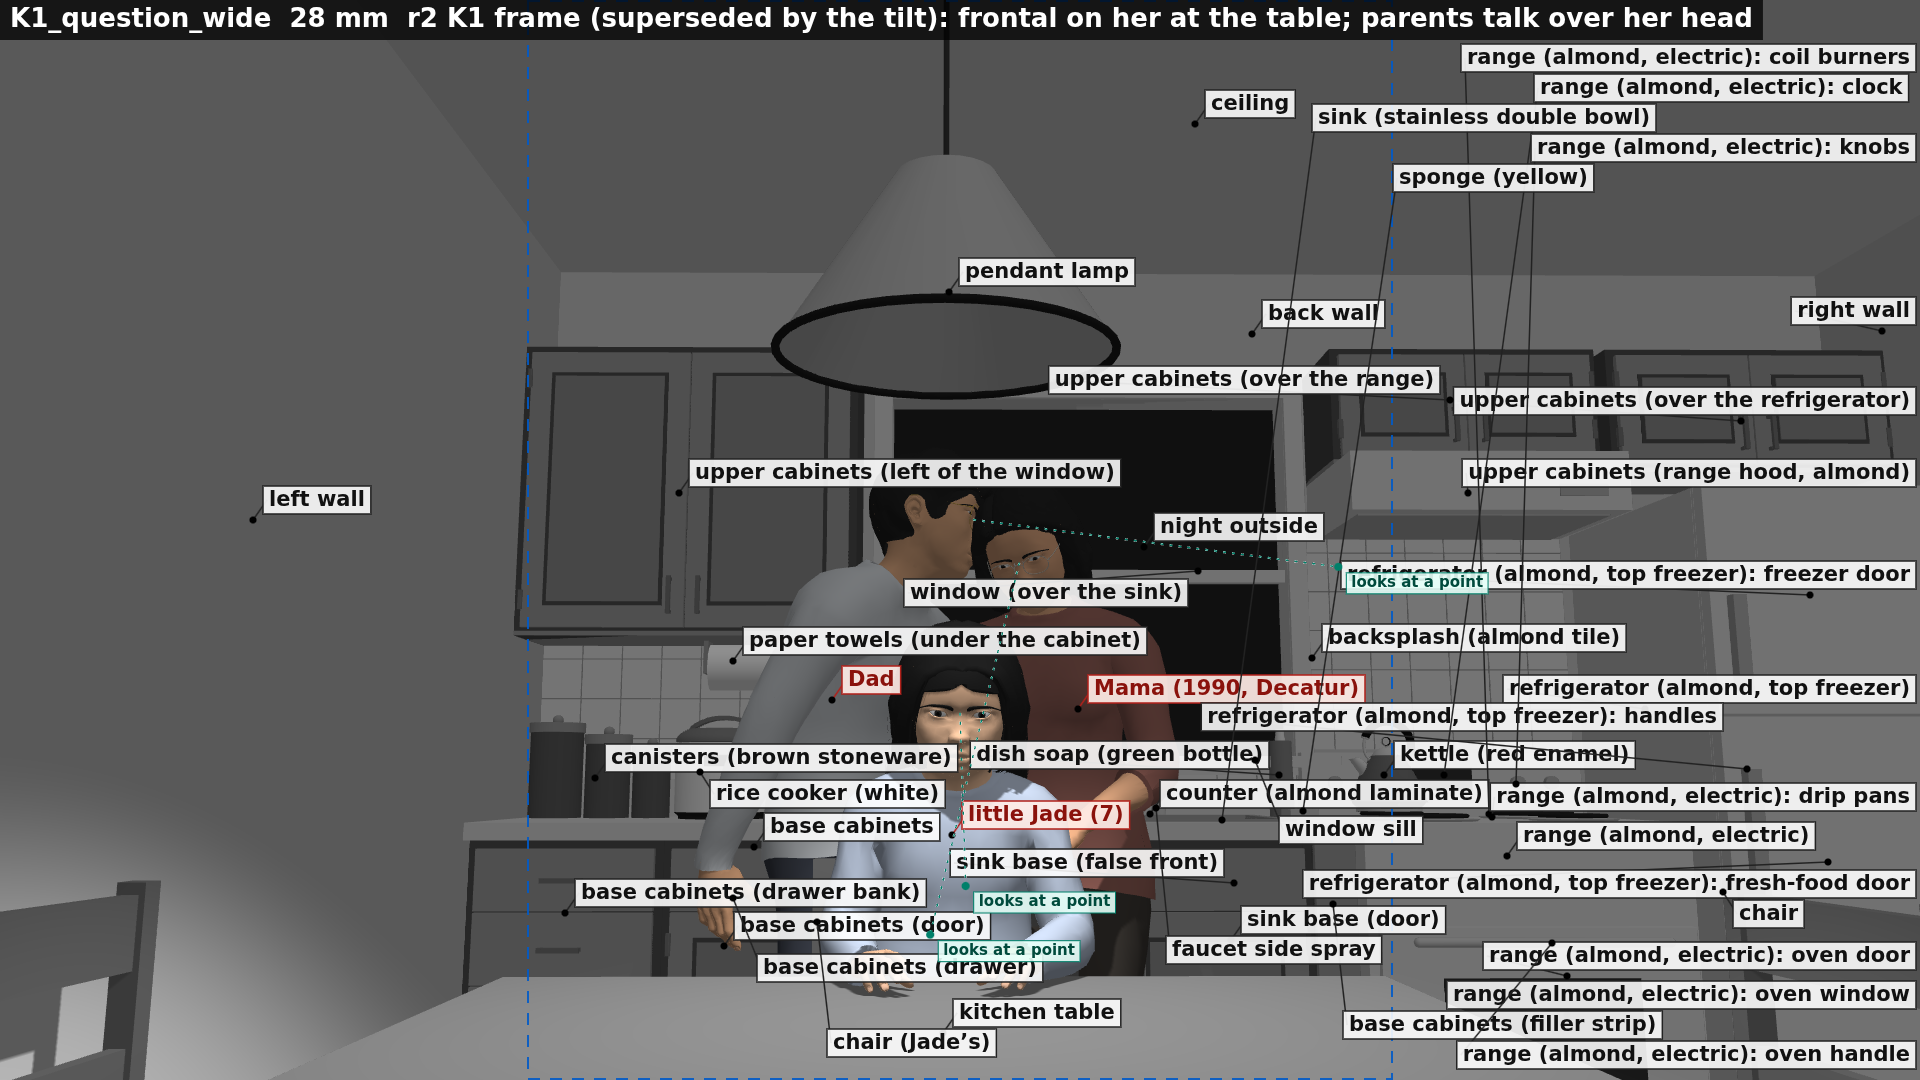 K1_question_wide  28 mm  r2 K1 frame (superseded by the tilt): frontal on her at the table; parents talk over her head
range (almond, electric): coil burners
range (almond, electric): clock
ceiling
sink (stainless double bowl)
range (almond, electric): knobs
sponge (yellow)
pendant lamp
back wall
right wall
upper cabinets (over the range)
upper cabinets (over the refrigerator)
upper cabinets (left of the window)
upper cabinets (range hood, almond)
left wall
night outside
refrigerator (almond, top freezer): freezer door
looks at a point
window (over the sink)
paper towels (under the cabinet)
backsplash (almond tile)
Dad
Mama (1990, Decatur)
refrigerator (almond, top freezer)
refrigerator (almond, top freezer): handles
canisters (brown stoneware)
dish soap (green bottle)
kettle (red enamel)
rice cooker (white)
counter (almond laminate)
range (almond, electric): drip pans
little Jade (7)
base cabinets
window sill
range (almond, electric)
sink base (false front)
refrigerator (almond, top freezer): fresh-food door
base cabinets (drawer bank)
looks at a point
chair
base cabinets (door)
sink base (door)
looks at a point
faucet side spray
range (almond, electric): oven door
base cabinets (drawer)
range (almond, electric): oven window
kitchen table
base cabinets (filler strip)
chair (Jade’s)
range (almond, electric): oven handle